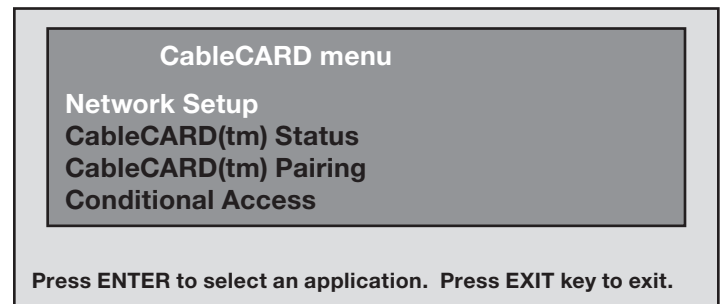 CableCARD menu
Network Setup
CableCARD(tm) Status
CableCARD(tm) Pairing
Conditional Access
Press ENTER to select an application. Press EXIT key to exit.